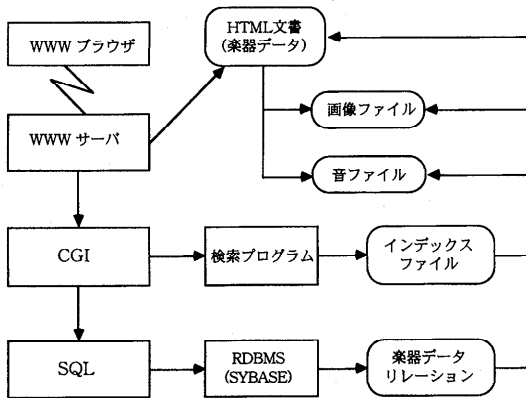 WWW ブラウザ
HTML文書
(楽器データ)
画像ファイル
WWW サーバ
音ファイル
CGI
検索プログラム
インデックス
ファイル
SQL
RDBMS
(SYBASE)
楽器データ
リレーション